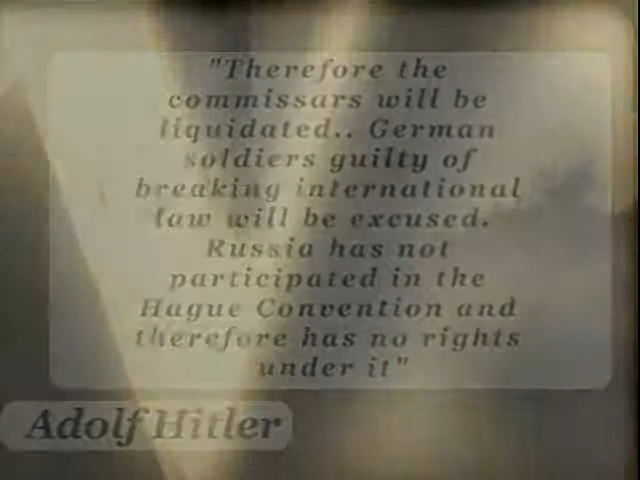 "Therefore the
commissars will be
liquidated.. German
soldiers guilty of
breaking international
law will be excused.
Russia has not
participated in the
Hague Convention and
therefore has no rights
under it"
Adolf Hitler